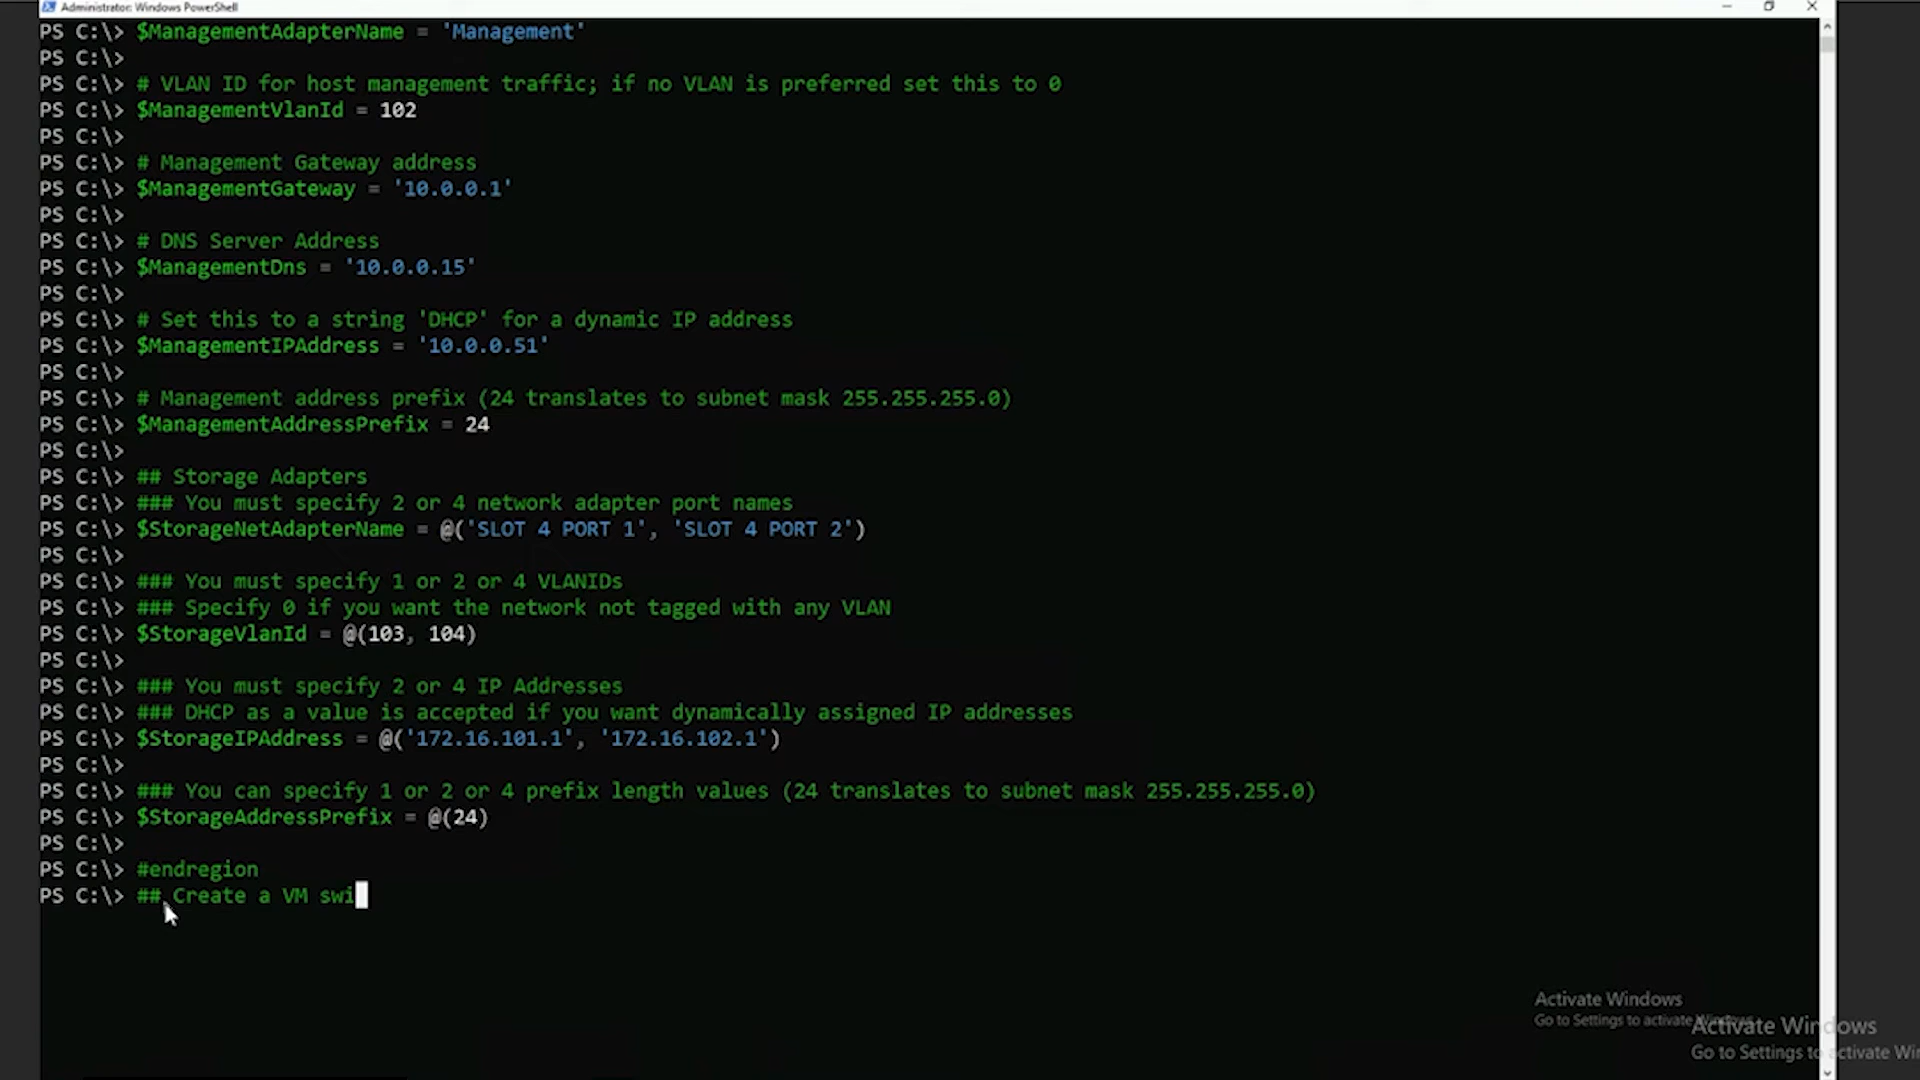 Administrator: Windows PowerShell
PS C:\> $ManagementAdapterName = 'Management'
PS C:\>
PS C:\> # VLAN ID for host management traffic; if no VLAN is preferred set this to 0
PS C:\> $ManagementVlanId = 102
PS C:\>
PS C:\> # Management Gateway address
PS C:\> $ManagementGateway = '10.0.0.1'
PS C:\>
PS C:\> # DNS Server Address
PS C:\> $ManagementDns = '10.0.0.15'
PS C:\>
PS C:\> # Set this to a string 'DHCP' for a dynamic IP address
PS C:\> $ManagementIPAddress = '10.0.0.51'
PS C:\>
PS C:\> # Management address prefix (24 translates to subnet mask 255.255.255.0)
PS C:\> $ManagementAddressPrefix = 24
PS C:\>
PS C:\> ## Storage Adapters
PS C:\> ### You must specify 2 or 4 network adapter port names
PS C:\> $StorageNetAdapterName = @('SLOT 4 PORT 1', 'SLOT 4 PORT 2')
PS C:\>
PS C:\> ### You must specify 1 or 2 or 4 VLANIDs
PS C:\> ### Specify 0 if you want the network not tagged with any VLAN
PS C:\> $StorageVlanId = @(103, 104)
PS C:\>
PS C:\> ### You must specify 2 or 4 IP Addresses
PS C:\> ### DHCP as a value is accepted if you want dynamically assigned IP addresses
PS C:\> $StorageIPAddress = @('172.16.101.1', '172.16.102.1')
PS C:\>
PS C:\> ### You can specify 1 or 2 or 4 prefix length values (24 translates to subnet mask 255.255.255.0)
PS C:\> $StorageAddressPrefix = @(24)
PS C:\>
PS C:\> #endregion
PS C:\> ## Create a VM swi
Activate Windows
Go to Settings to activate
Activate Windows
Go to Settings to activate Wi